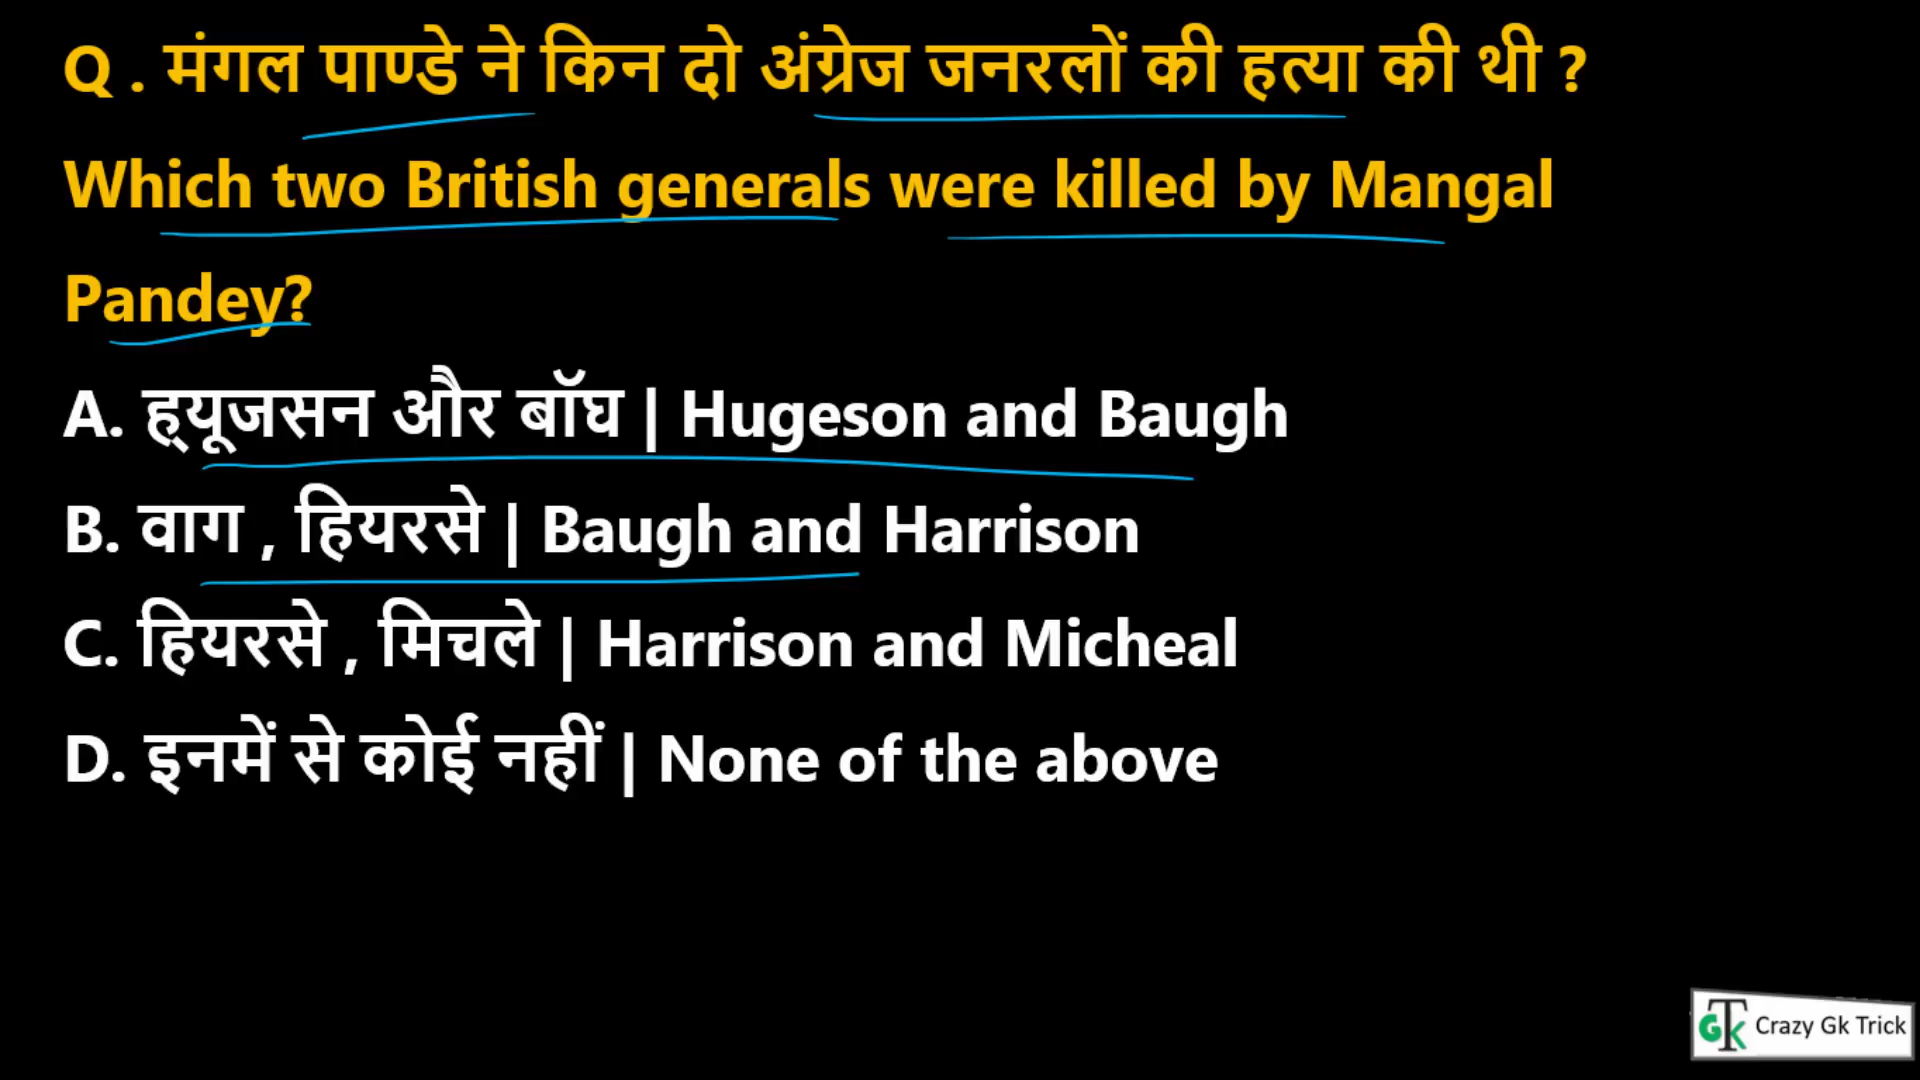 Q . मंगल पाण्डे ने किन दो अंग्रेज जनरलों की हत्या की थी ?
Which two British generals were killed by Mangal
Pandey?
A. ह्यूजसन और बॉघ | Hugeson and Baugh
B. वाग , हियरसे | Baugh and Harrison
C. हियरसे , मिचले | Harrison and Micheal
D. इनमें से कोई नहीं | None of the above
GTK Crazy Gk Trick